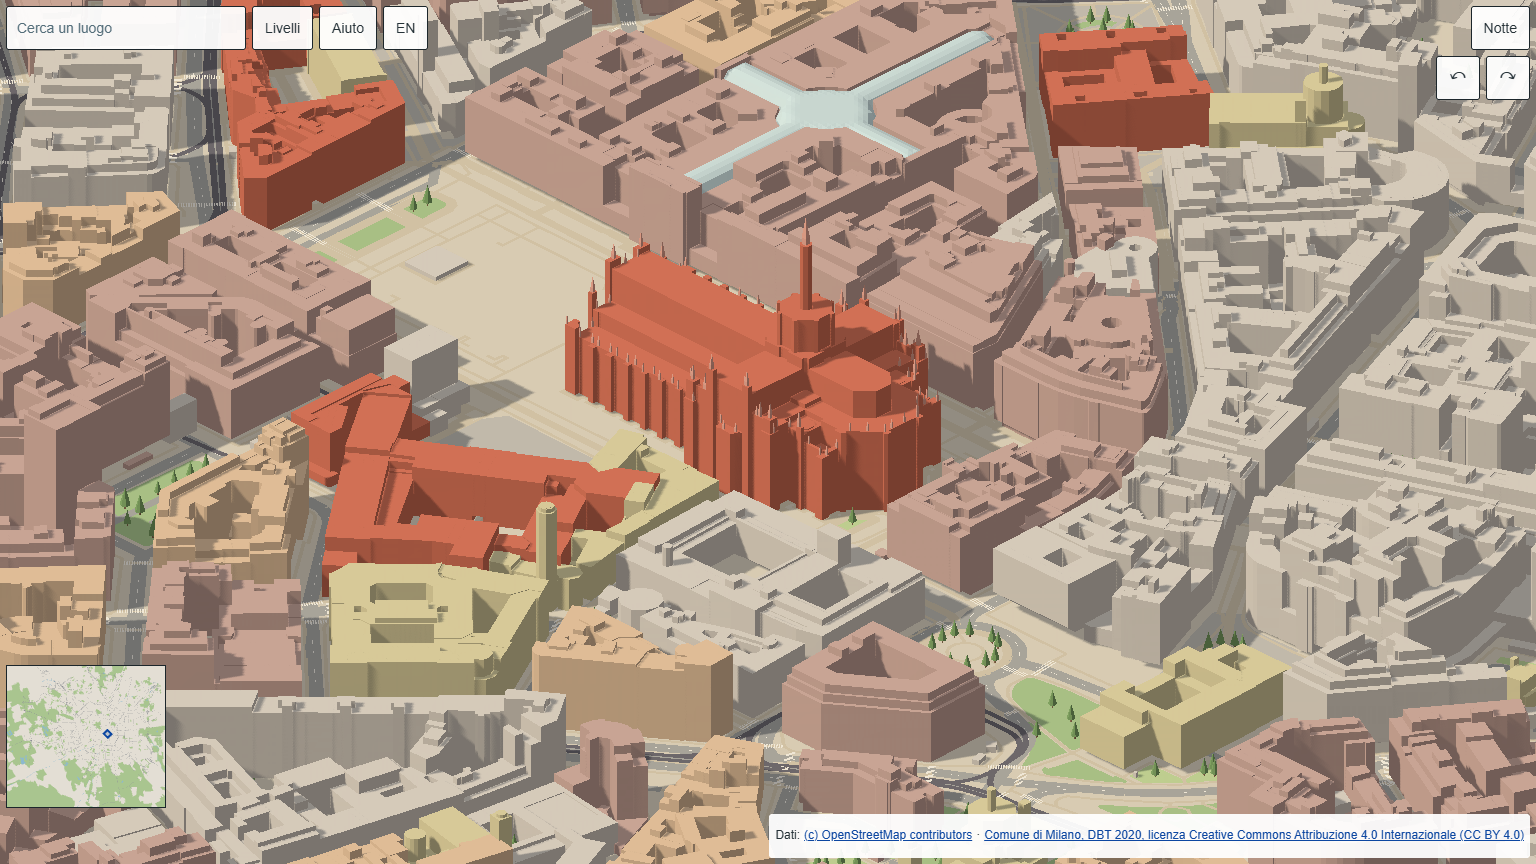 Cerca un luogo
Livelli
Aiuto
EN
Notte
Dati: (c) OpenStreetMap contributors · Comune di Milano, DBT 2020, licenza Creative Commons Attribuzione 4.0 Internazionale (CC BY 4.0)